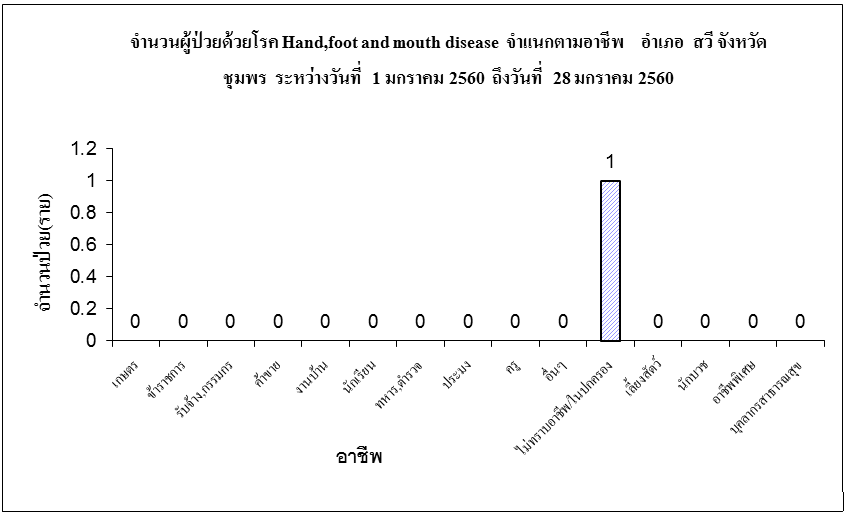 จำนวนผู้ป่วยด้วยโรค Hand,foot and mouth disease จำแนกตามอาชีพ อำเภอ สวี จังหวัด
ชุมพร ระหว่างวันที่ 1 มกราคม 2560 ถึงวันที่ 28 มกราคม 2560
จำนวนป่วย(ราย)
1.2
1
0.8
0.6
0.4
0.2
0
0 0 0 0 0 0 0 0 0 0 1 0 0 0 0
เกษตร
ข้าราชการ
รับจ้าง,กรรมกร
ค้าขาย
งานบ้าน
นักเรียน
ทหาร,ตำรวจ
ประมง
ครู
อื่นๆ
ไม่ทราบอาชีพ/ในปกครอง
เลี้ยงสัตว์
นักบวช
อาชีพพิเศษ
บุคลากรสาธารณสุข
อาชีพ